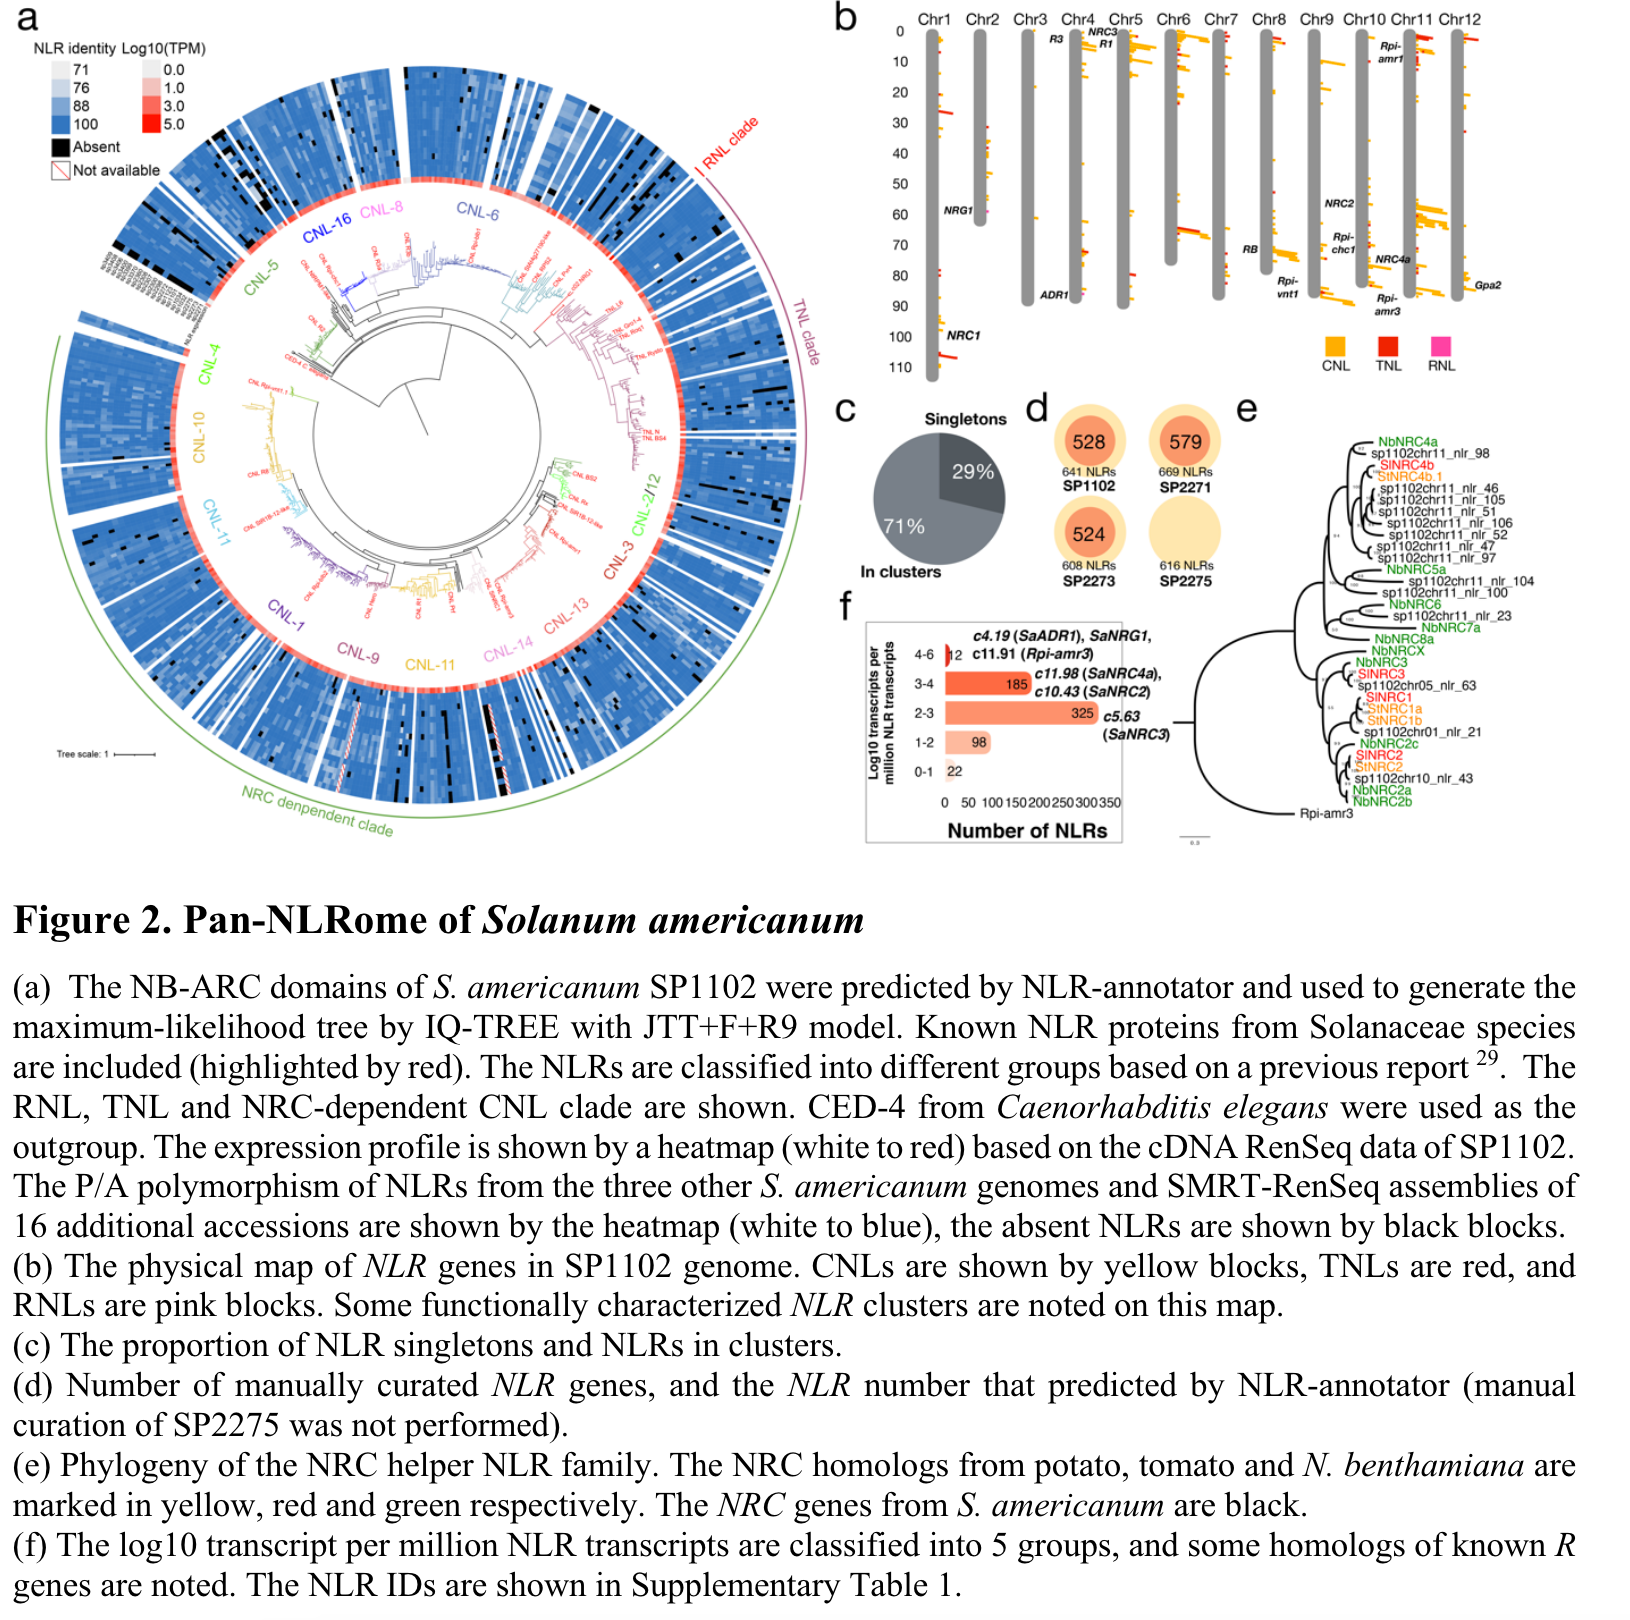 a
NLR identity Log10(TPM)
71 0.0
76 1.0
88 3.0
100 5.0
Absent
Not available
RNL clade
TNL clade
CNL-2/12
CNL-3
CNL-13
CNL-14
CNL-11
CNL-9
CNL-1
CNL-11
CNL-10
CNL-4
CNL-5
CNL-16
CNL-8
CNL-6
NRC denpendent clade
Tree scale: 1
TNL N
TNL BS4
CNL BS2
CNL Rx
CNL R8
b
Chr1 Chr2 Chr3 Chr4 Chr5 Chr6 Chr7 Chr8 Chr9 Chr10 Chr11 Chr12
0
10
20
30
40
50
60
70
80
90
100
110
NRC1
NRG1
R3
ADR1
NRC3
R1
RB
Rpi-
vnt1
NRC2
Rpi-
chc1
NRC4a
Rpi-
amr1
Rpi-
amr3
Gpa2
CNL TNL RNL
c
Singletons
29%
71%
In clusters
d
528
641 NLRs
SP1102
579
669 NLRs
SP2271
524
608 NLRs
SP2273
616 NLRs
SP2275
e
NbNRC4a
sp1102chr11_nlr_98
SlNRC4b
StNRC4b.1
sp1102chr11_nlr_46
sp1102chr11_nlr_105
sp1102chr11_nlr_51
sp1102chr11_nlr_106
sp1102chr11_nlr_52
sp1102chr11_nlr_47
sp1102chr11_nlr_97
NbNRC5a
sp1102chr11_nlr_104
sp1102chr11_nlr_100
NbNRC6
sp1102chr11_nlr_23
NbNRC7a
NbNRC8a
NbNRCX
NbNRC3
SlNRC3
sp1102chr05_nlr_63
SlNRC1
StNRC1a
StNRC1b
sp1102chr01_nlr_21
NbNRC2c
SlNRC2
StNRC2
sp1102chr10_nlr_43
NbNRC2a
NbNRC2b
Rpi-amr3
0.3
f
Log10 transcripts per
million NLR transcripts
4-6 12
3-4 185
2-3 325
1-2 98
0-1 22
c4.19 (SaADR1), SaNRG1,
c11.91 (Rpi-amr3)
c11.98 (SaNRC4a),
c10.43 (SaNRC2)
c5.63
(SaNRC3)
0 50 100 150 200 250 300 350
Number of NLRs
Figure 2. Pan-NLRome of Solanum americanum
(a) The NB-ARC domains of S. americanum SP1102 were predicted by NLR-annotator and used to generate the
maximum-likelihood tree by IQ-TREE with JTT+F+R9 model. Known NLR proteins from Solanaceae species
are included (highlighted by red). The NLRs are classified into different groups based on a previous report 29. The
RNL, TNL and NRC-dependent CNL clade are shown. CED-4 from Caenorhabditis elegans were used as the
outgroup. The expression profile is shown by a heatmap (white to red) based on the cDNA RenSeq data of SP1102.
The P/A polymorphism of NLRs from the three other S. americanum genomes and SMRT-RenSeq assemblies of
16 additional accessions are shown by the heatmap (white to blue), the absent NLRs are shown by black blocks.
(b) The physical map of NLR genes in SP1102 genome. CNLs are shown by yellow blocks, TNLs are red, and
RNLs are pink blocks. Some functionally characterized NLR clusters are noted on this map.
(c) The proportion of NLR singletons and NLRs in clusters.
(d) Number of manually curated NLR genes, and the NLR number that predicted by NLR-annotator (manual
curation of SP2275 was not performed).
(e) Phylogeny of the NRC helper NLR family. The NRC homologs from potato, tomato and N. benthamiana are
marked in yellow, red and green respectively. The NRC genes from S. americanum are black.
(f) The log10 transcript per million NLR transcripts are classified into 5 groups, and some homologs of known R
genes are noted. The NLR IDs are shown in Supplementary Table 1.